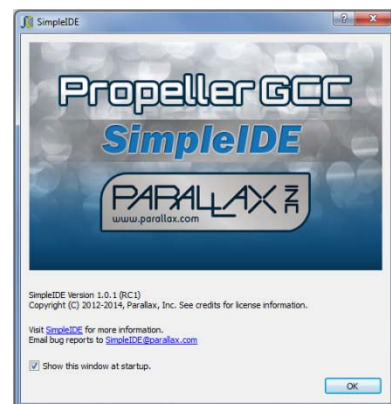 SimpleIDE
Propeller GCC
SimpleIDE
PARALLAX INC
www.parallax.com
SimpleIDE Version 1.0.1 (RC1)
Copyright (C) 2012-2014, Parallax, Inc. See credits for license information.
Visit SimpleIDE for more information.
Email bug reports to SimpleIDE@parallax.com
Show this window at startup.
OK